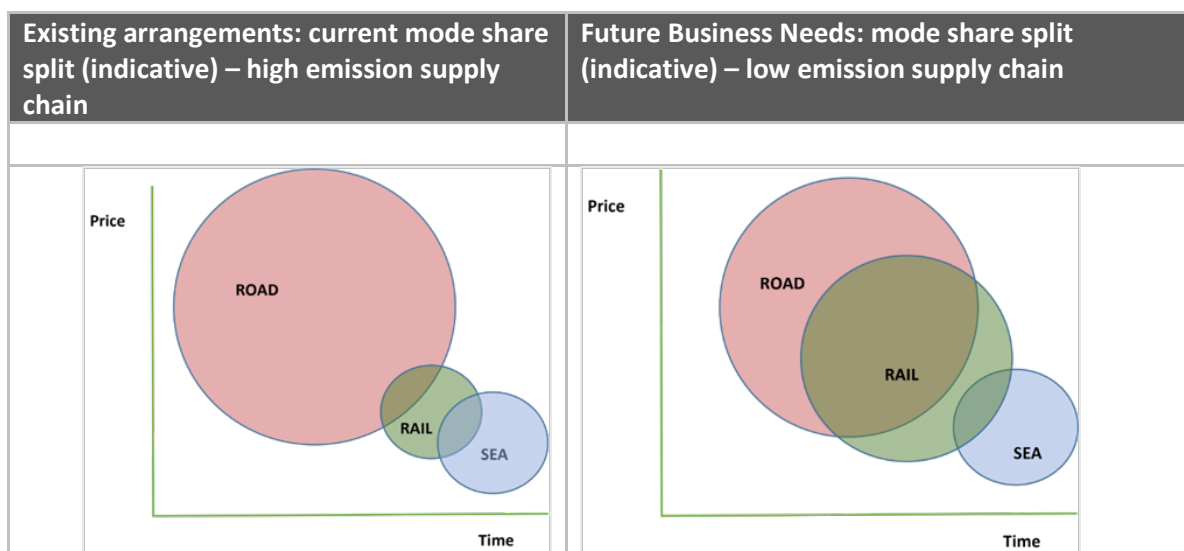 Existing arrangements: current mode share
split (indicative) – high emission supply
chain
Future Business Needs: mode share split
(indicative) – low emission supply chain
Price
ROAD
RAIL
SEA
Time
Price
ROAD
RAIL
SEA
Time